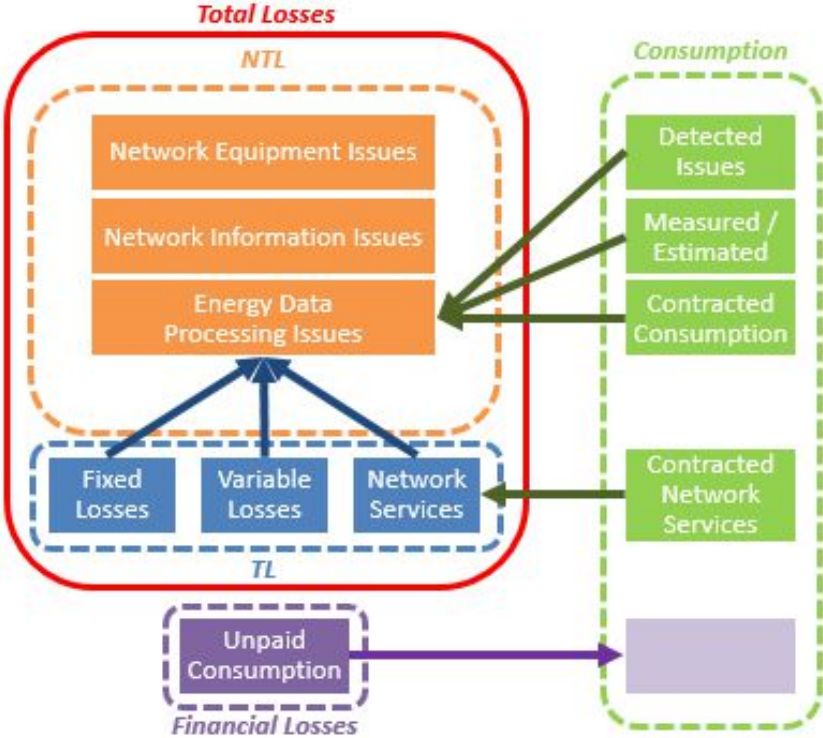 Total Losses
NTL
Network Equipment Issues
Network Information Issues
Energy Data
Processing Issues
Fixed
Losses
Variable
Losses
Network
Services
TL
Unpaid
Consumption
Financial Losses
Consumption
Detected
Issues
Measured /
Estimated
Contracted
Consumption
Contracted
Network
Services